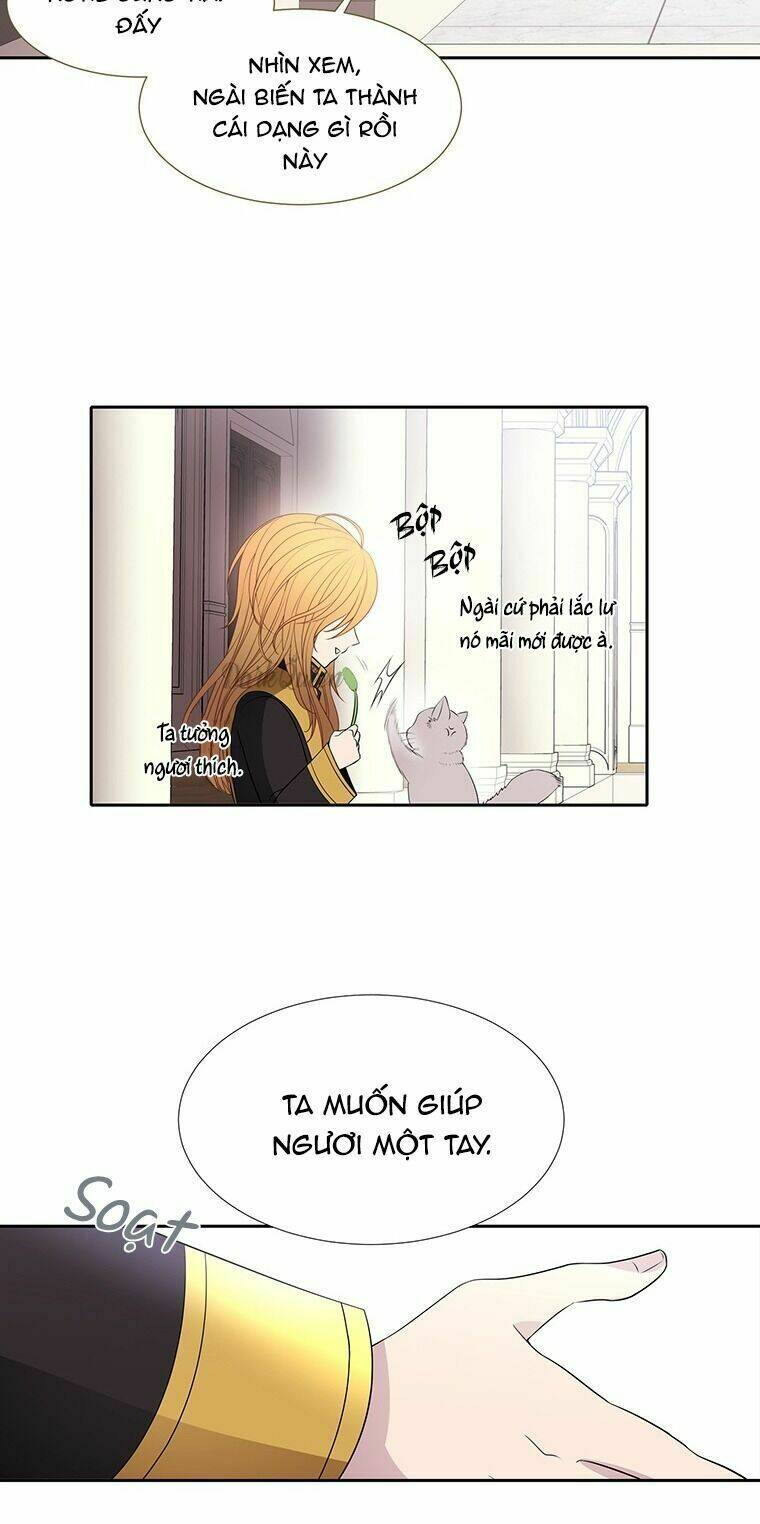 ĐẤY
NHÌN XEM,
NGÀI BIẾN TA THÀNH
CÁI DẠNG GÌ RỒI
NÀY
BỘP
BỘP
Ngài cứ phải lắc lư
nó mãi mới được à.
Ta tưởng
ngươi thích.
TA MUỐN GIÚP
NGƯƠI MỘT TAY.
Soạt